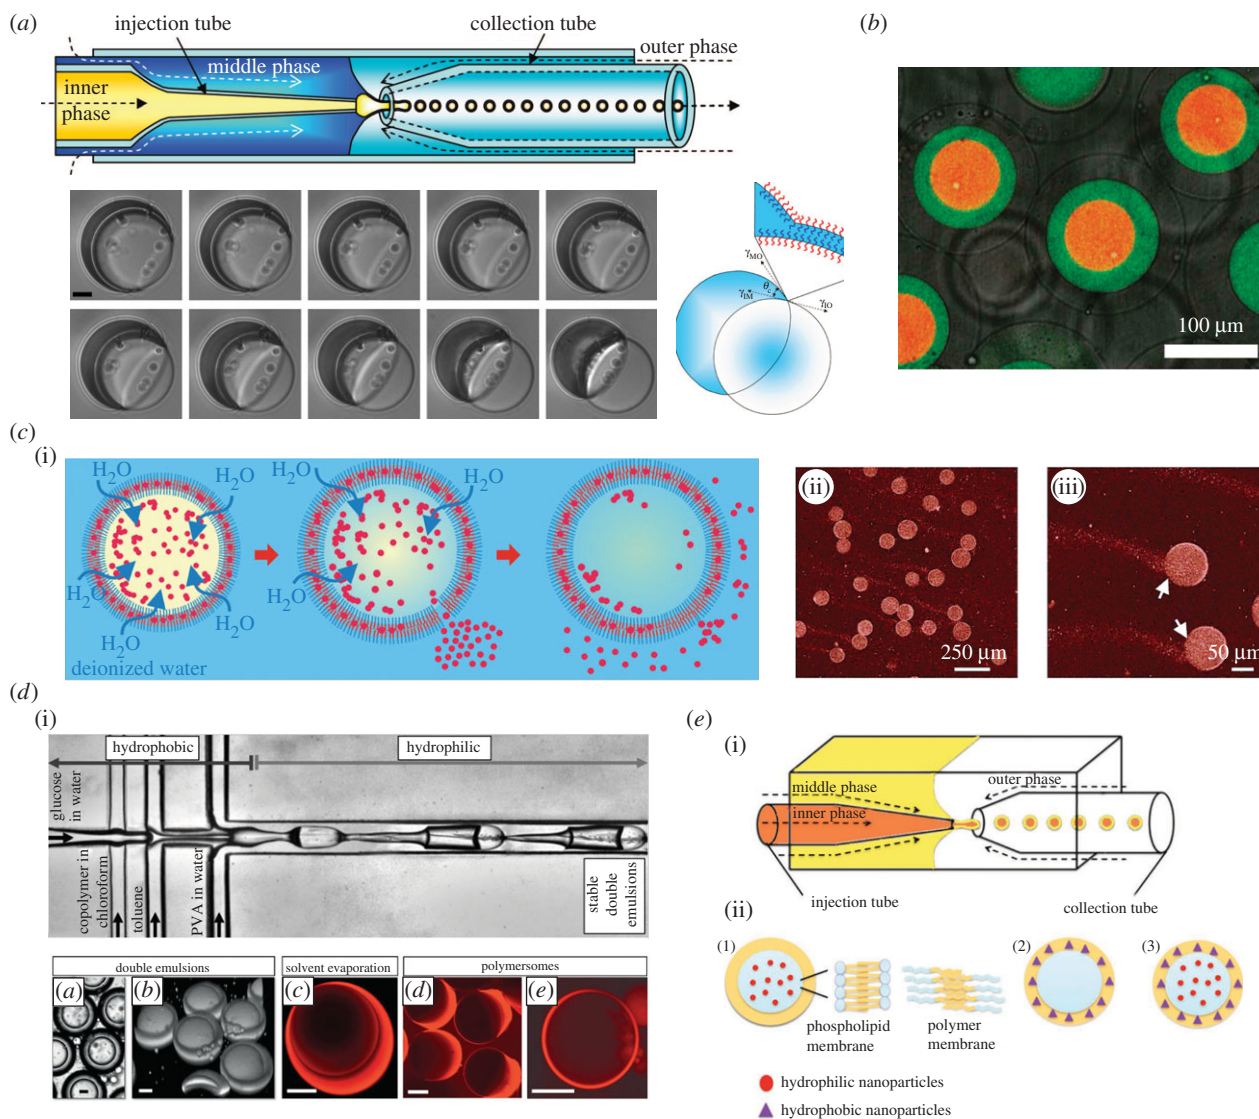 (a)
injection tube
collection tube
outer phase
middle phase
inner
phase
γMO
θc
γIM
γIO
(b)
100 µm
(c)
(i)
H2O
H2O
H2O
H2O
H2O
H2O
deionized water
H2O
H2O
H2O
(ii)
250 µm
(iii)
50 µm
(d)
(i)
hydrophobic
hydrophilic
glucose
in water
copolymer in
chloroform
toluene
PVA in water
stable
double
emulsions
double emulsions
solvent evaporation
polymersomes
(a)
(b)
(c)
(d)
(e)
(e)
(i)
middle phase
outer phase
inner phase
injection tube
collection tube
(ii)
(1)
(2)
(3)
phospholipid
membrane
polymer
membrane
hydrophilic nanoparticles
hydrophobic nanoparticles